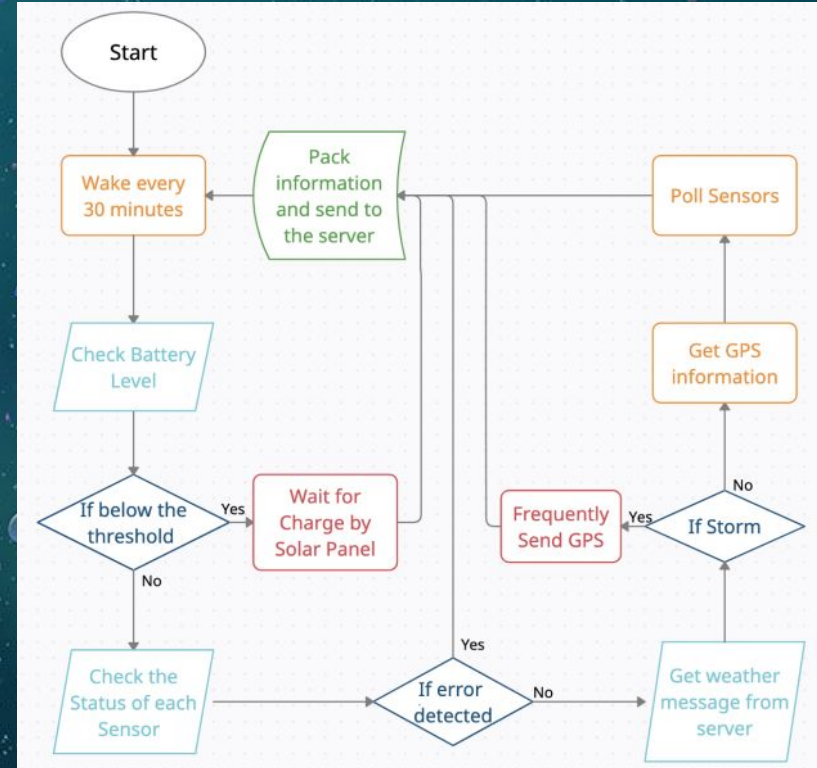 Start
Wake every
30 minutes
Pack
information
and send to
the server
Poll Sensors
Check Battery
Level
Get GPS
information
If below the
threshold
Yes
No
Wait for
Charge by
Solar Panel
Frequently
Send GPS
Yes
If Storm
No
Check the
Status of each
Sensor
If error
detected
Yes
No
Get weather
message from
server